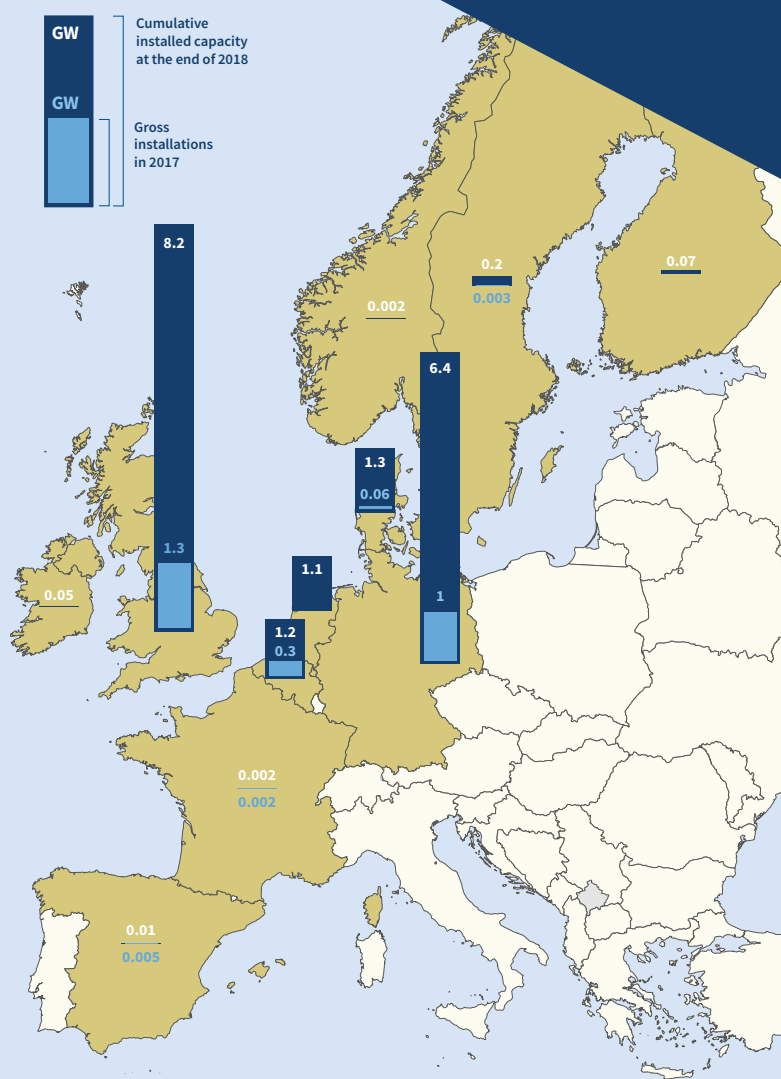 GW
Cumulative
installed capacity
at the end of 2018
GW
Gross
installations
in 2017
8.2
0.07
0.2
0.003
0.002
6.4
1.3
0.06
1.3
1.1
0.05
1
1.2
0.3
0.002
0.002
0.01
0.005